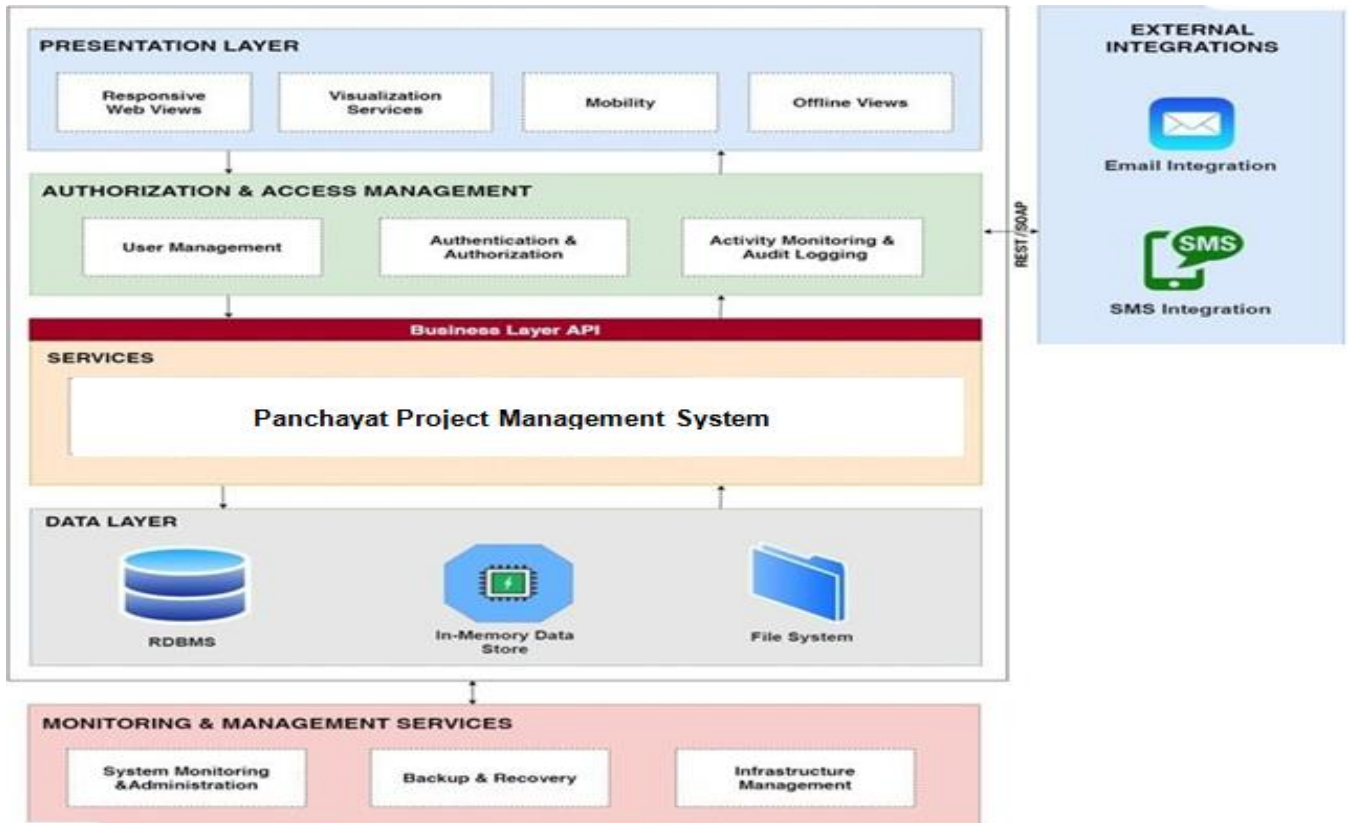 PRESENTATION LAYER
Responsive
Web Views
Visualization
Services
Mobility
Offline Views
AUTHORIZATION & ACCESS MANAGEMENT
User Management
Authentication &
Authorization
Activity Monitoring &
Audit Logging
Business Layer API
SERVICES
Panchayat Project Management System
DATA LAYER
RDBMS
In-Memory Data
Store
File System
MONITORING & MANAGEMENT SERVICES
System Monitoring
&Administration
Backup & Recovery
Infrastructure
Management
REST/SOAP
EXTERNAL
INTEGRATIONS
Email Integration
SMS
SMS Integration